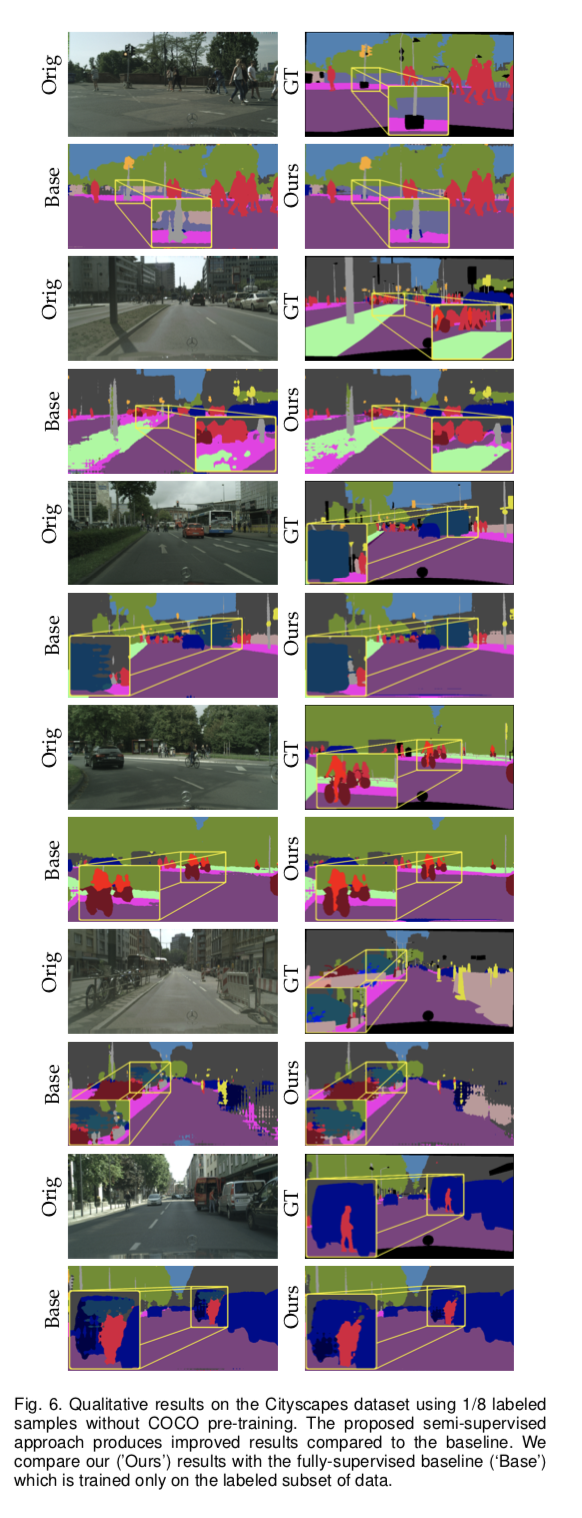 Orig
GT
Base
Ours
Orig
GT
Base
Ours
Orig
GT
Base
Ours
Orig
GT
Base
Ours
Orig
GT
Base
Ours
Orig
GT
Base
Ours
Fig. 6. Qualitative results on the Cityscapes dataset using 1/8 labeled
samples without COCO pre-training. The proposed semi-supervised
approach produces improved results compared to the baseline. We
compare our ('Ours') results with the fully-supervised baseline (‘Base’)
which is trained only on the labeled subset of data.